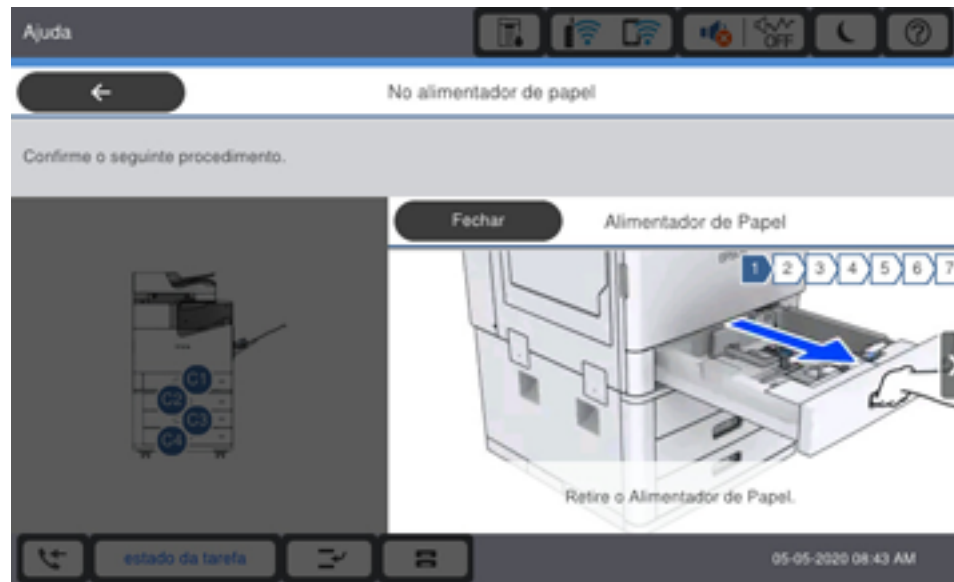 Ajuda
OFF
No alimentador de papel
Confirme o seguinte procedimento.
Fechar
Alimentador de Papel
1 2 3 4 5 6 7
C1
C2
C3
C4
Retire o Alimentador de Papel.
estado da tarefa
05-05-2020 08:43 AM